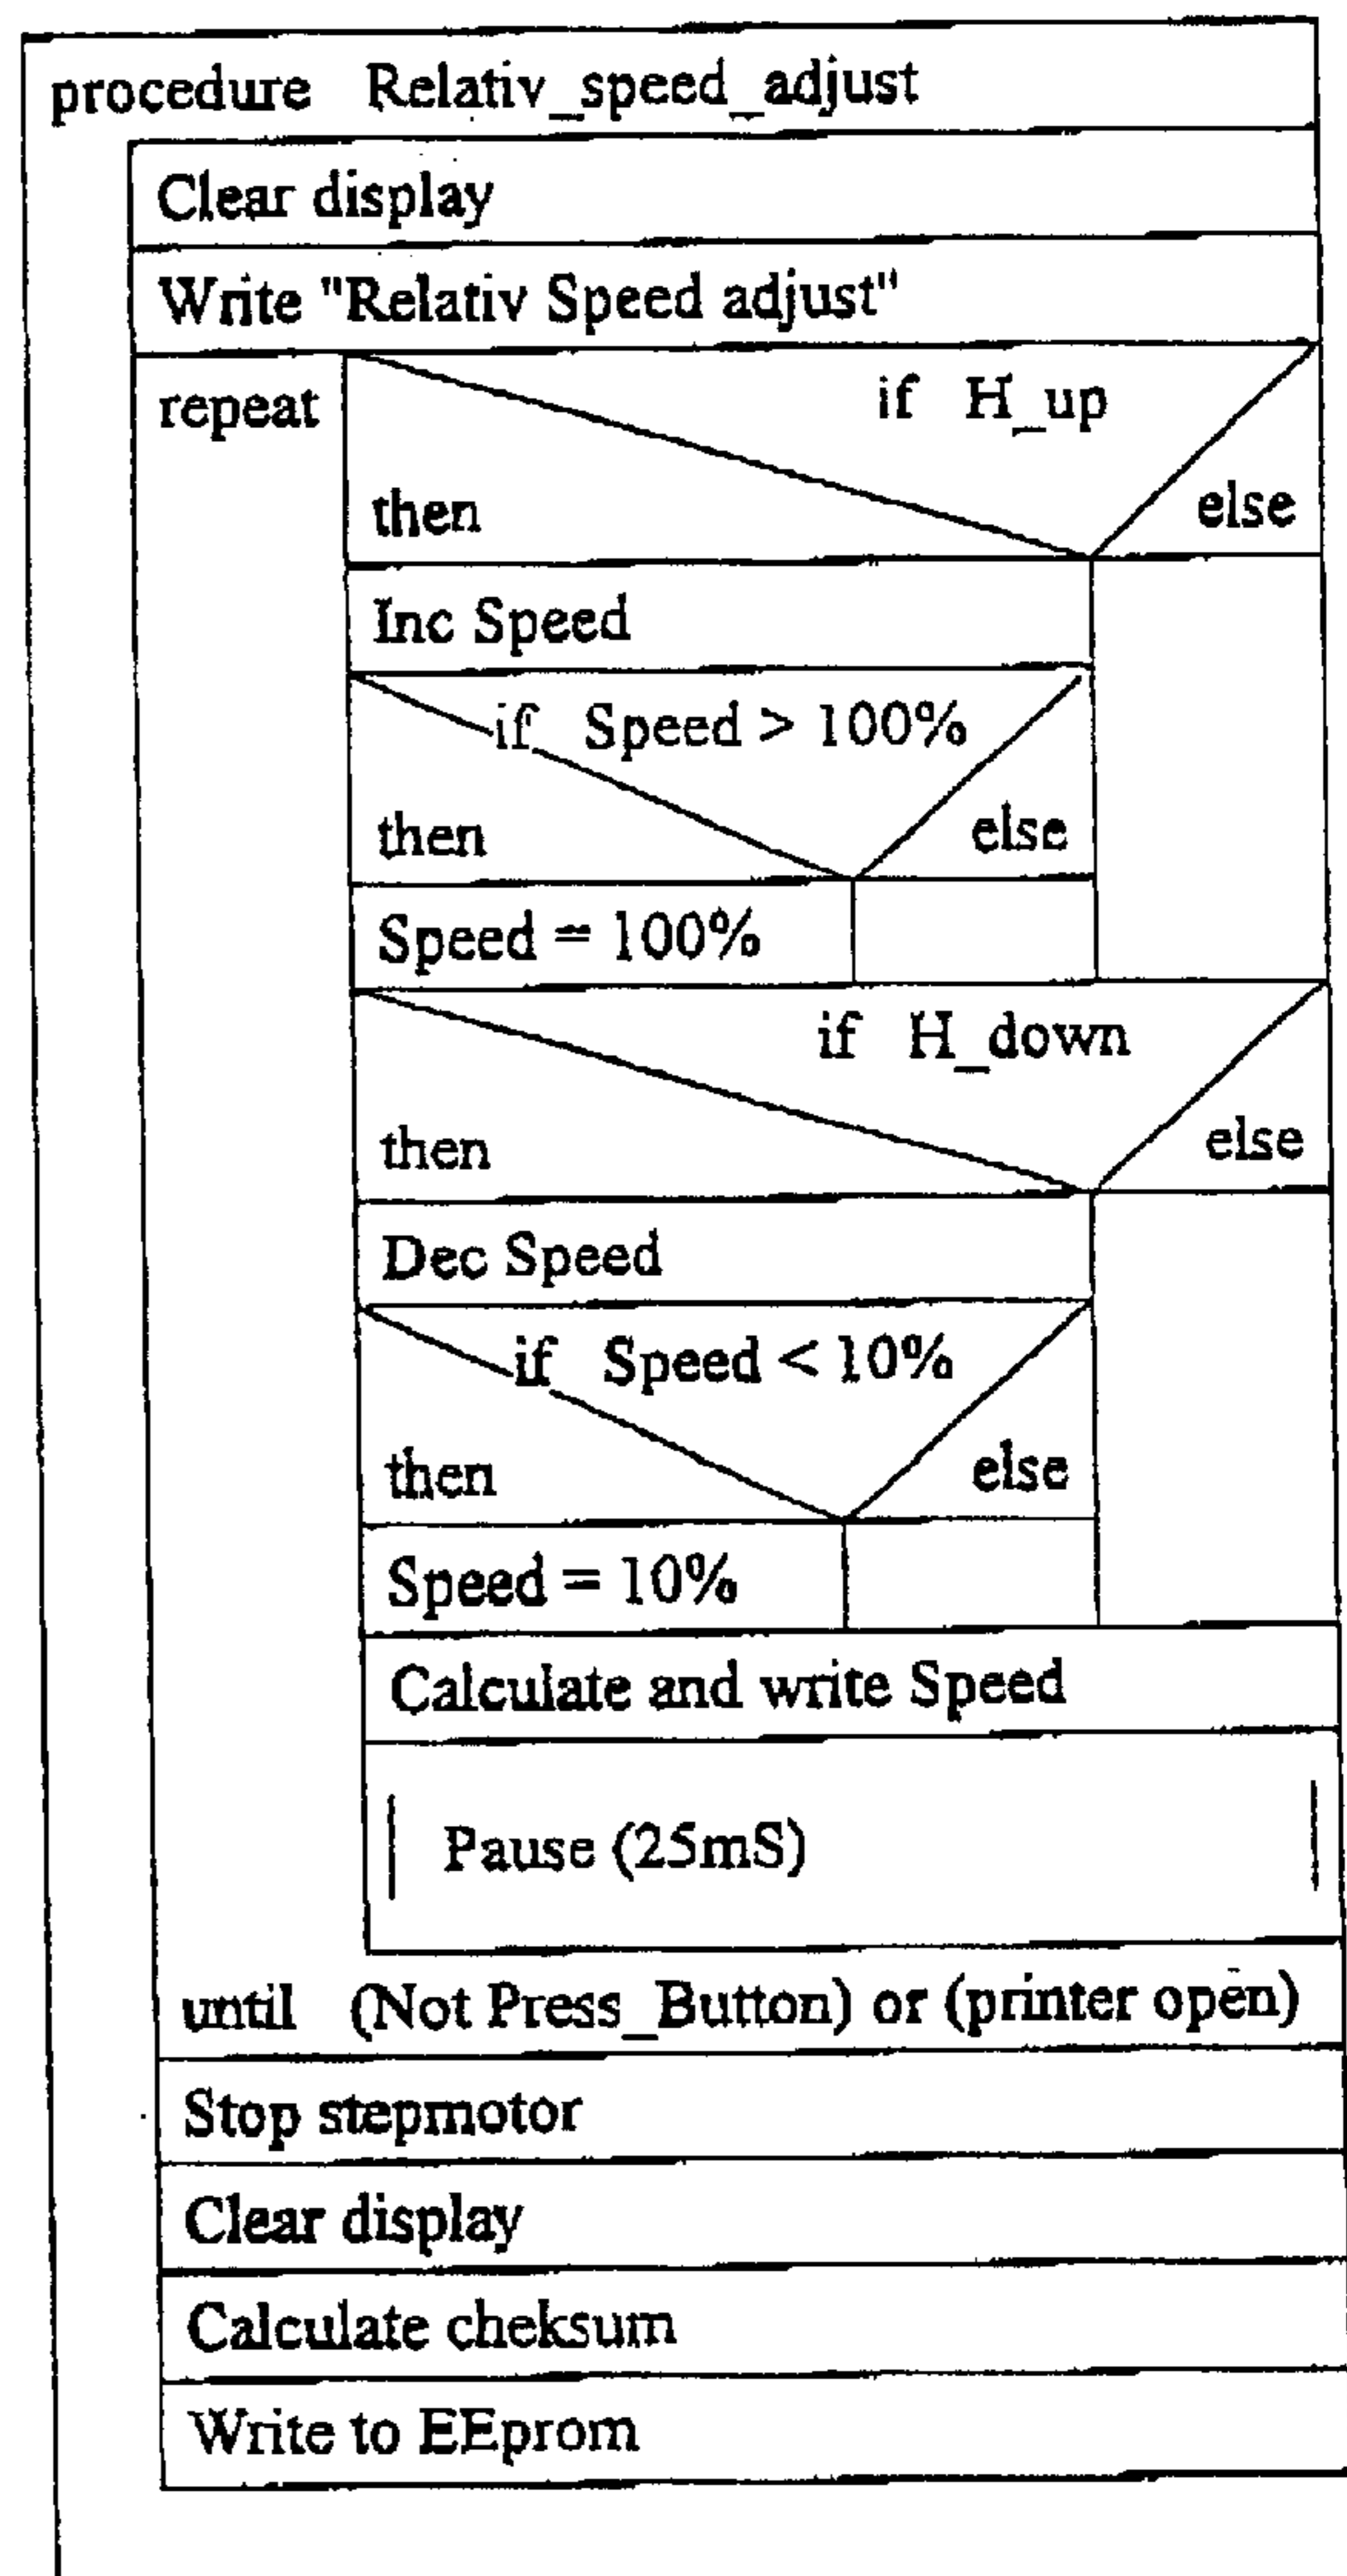 procedure Relativ_speed_adjust
Clear display
Write "Relativ Speed adjust"
repeat
if H_up
then else
Inc Speed
if Speed > 100%
then else
Speed = 100%
if H_down
then else
Dec Speed
if Speed < 10%
then else
Speed = 10%
Calculate and write Speed
Pause (25mS)
until (Not Press_Button) or (printer open)
Stop stepmotor
Clear display
Calculate cheksum
Write to EEprom